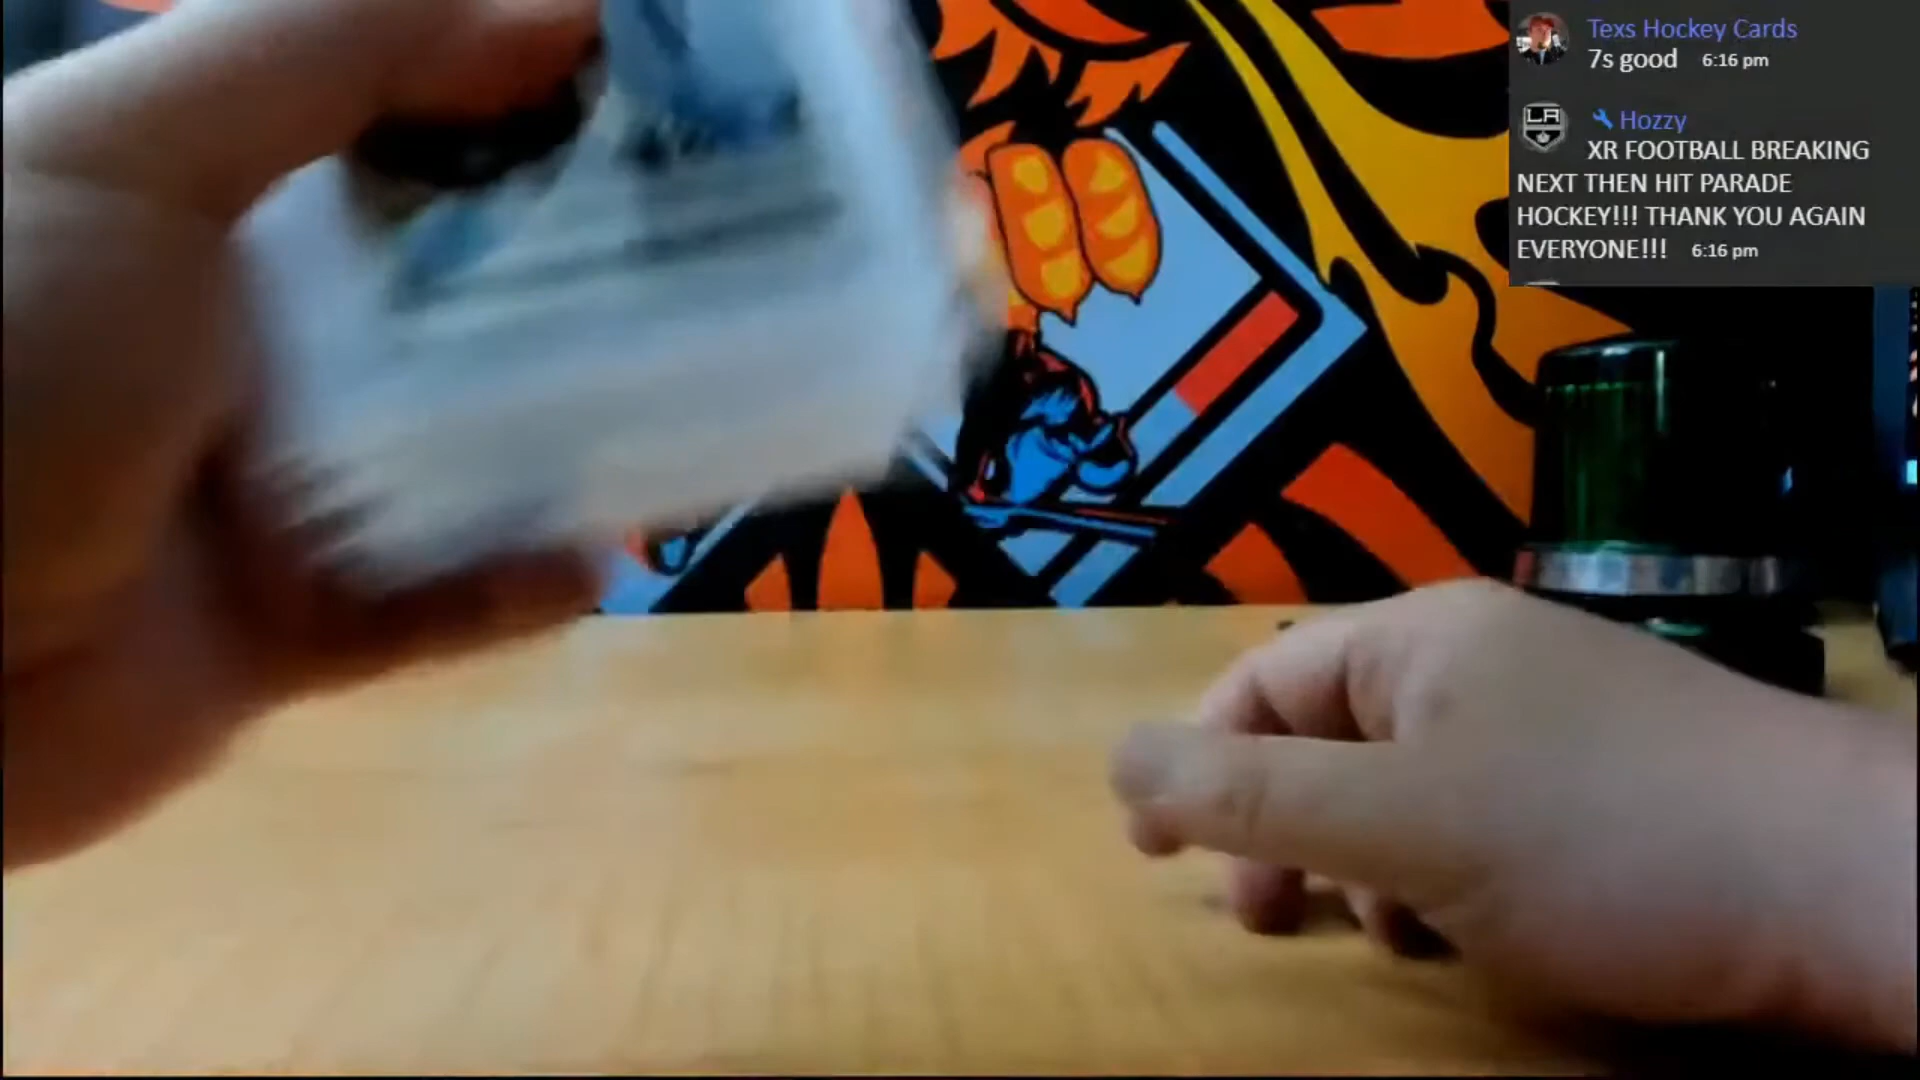 Texs Hockey Cards
7s good 6:16 pm
LA
Hozzy
XR FOOTBALL BREAKING
NEXT THEN HIT PARADE
HOCKEY!!! THANK YOU AGAIN
EVERYONE!!! 6:16 pm